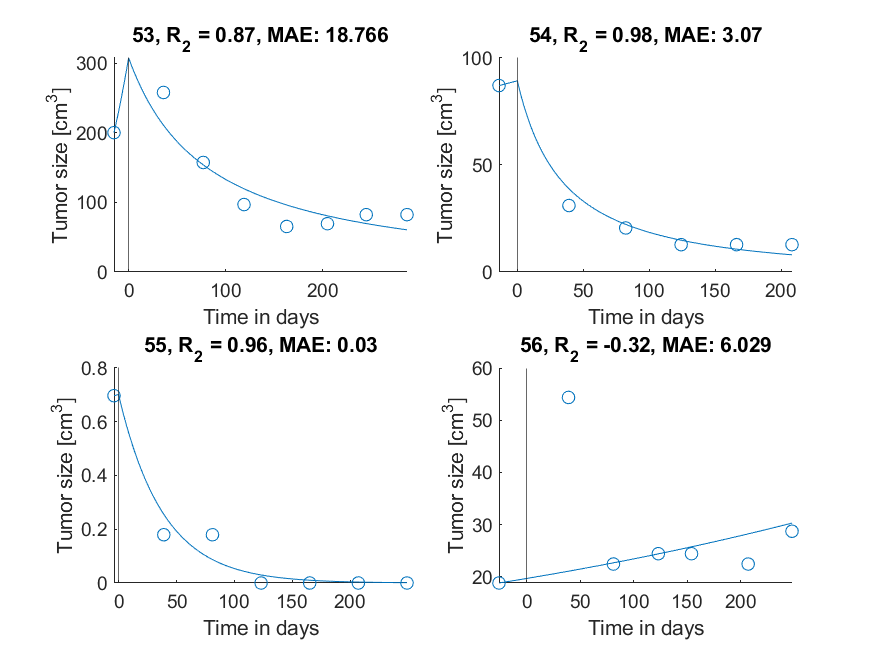 53, R2 = 0.87, MAE: 18.766
300
200
100
0
0
100
200
Tumor size [cm3]
Time in days
54, R2 = 0.98, MAE: 3.07
100
50
0
0
50
100
150
200
Tumor size [cm3]
Time in days
55, R2 = 0.96, MAE: 0.03
0.8
0.6
0.4
0.2
0
0
50
100
150
200
Tumor size [cm3]
Time in days
56, R2 = -0.32, MAE: 6.029
60
50
40
30
20
0
50
100
150
200
Tumor size [cm3]
Time in days